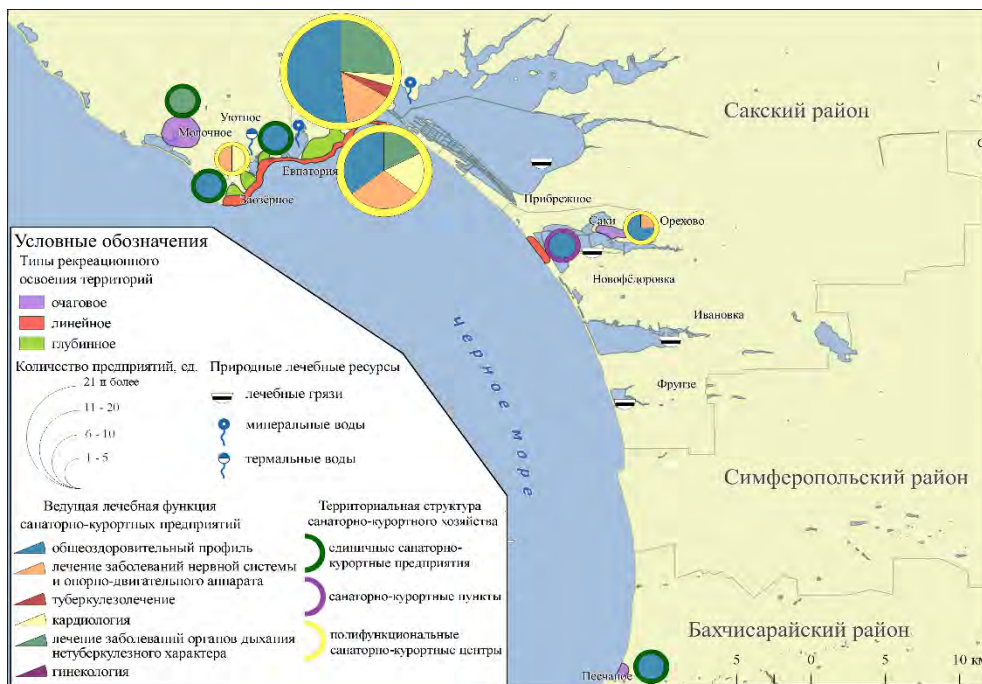 Сакский район
Уютное
Молочное
Евпатория
Заозёрное
Прибрежное
Саки
Орехово
Новофёдоровка
Ивановка
Фрунзе
Черное море
Симферопольский район
Бахчисарайский район
Песчаное
5 0 5 10 км
Условные обозначения
Типы рекреационного
освоения территорий
очаговое
линейное
глубинное
Количество предприятий, ед.
21 и более
11 - 20
6 - 10
1 - 5
Природные лечебные ресурсы
лечебные грязи
минеральные воды
термальные воды
Ведущая лечебная функция
санаторно-курортных предприятий
общеоздоровительный профиль
лечение заболеваний нервной системы
и опорно-двигательного аппарата
туберкулезолечение
кардиология
лечение заболеваний органов дыхания
нетуберкулезного характера
гинекология
Территориальная структура
санаторно-курортного хозяйства
единичные санаторно-
курортные предприятия
санаторно-курортные пункты
полифункциональные
санаторно-курортные центры